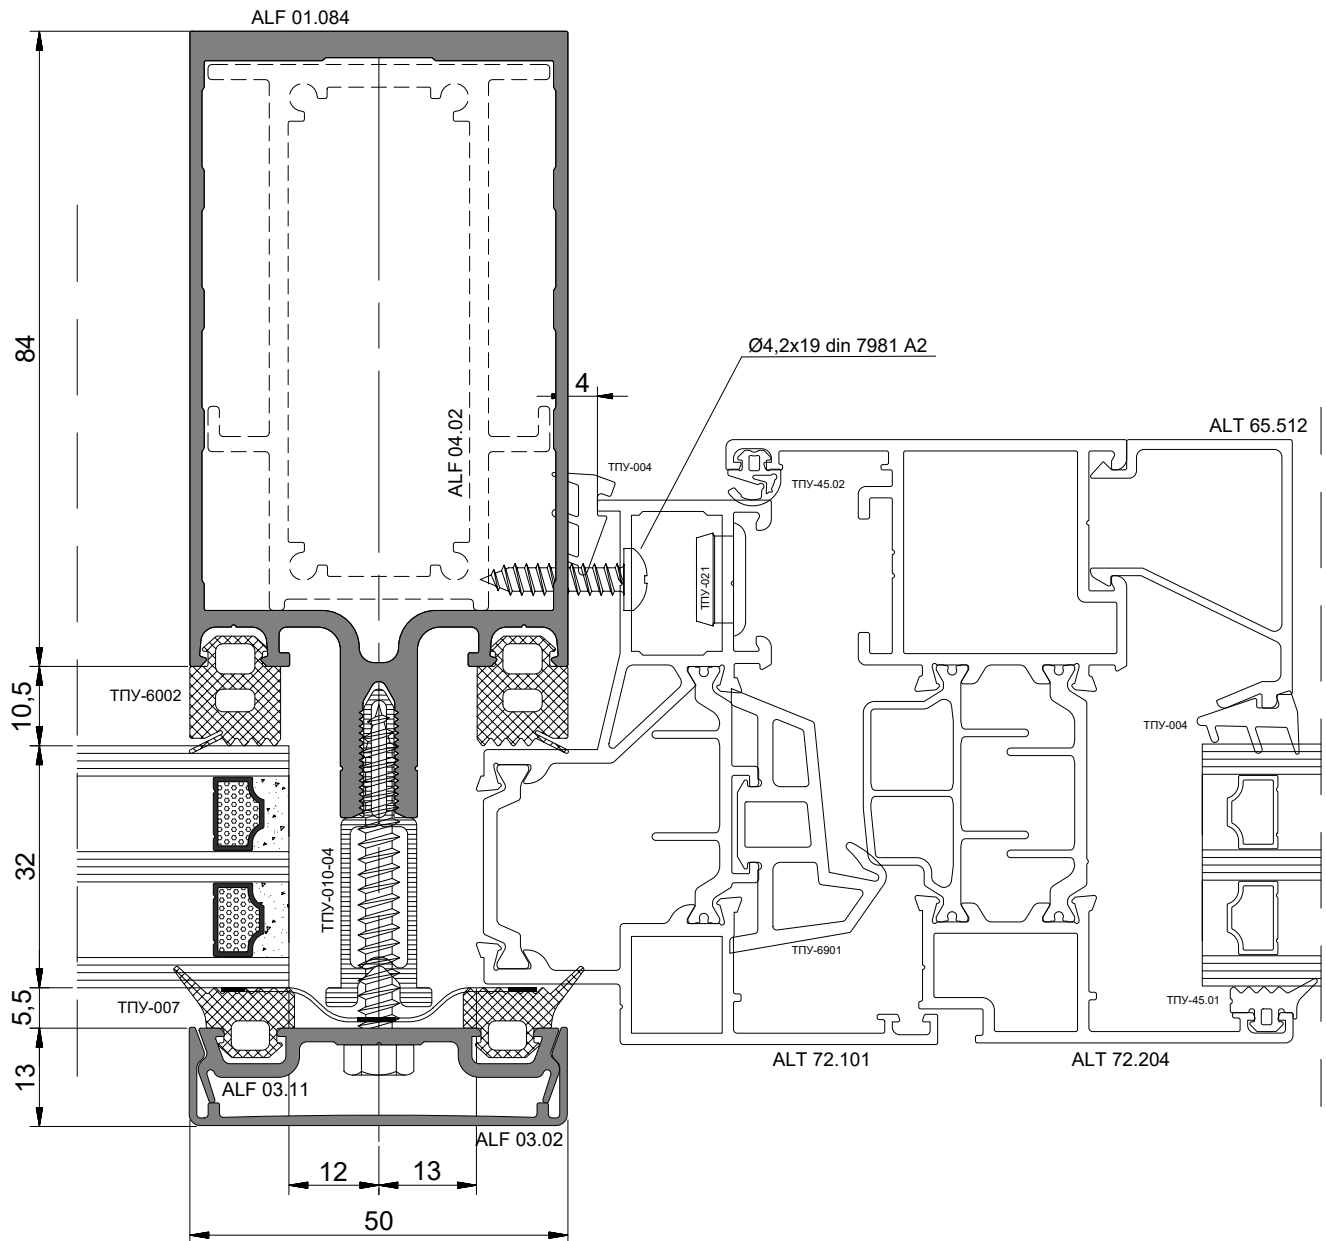 ALF 01.084
84
Ø4,2x19 din 7981 A2
4
ALF 04.02
ALT 65.512
ТПУ-004
ТПУ-45.02
ТПУ-021
10,5
ТПУ-6002
ТПУ-004
32
ТПУ-010-04
ТПУ-6901
5,5
ТПУ-007
ТПУ-45.01
13
ALF 03.11
ALT 72.101
ALT 72.204
ALF 03.02
12
13
50